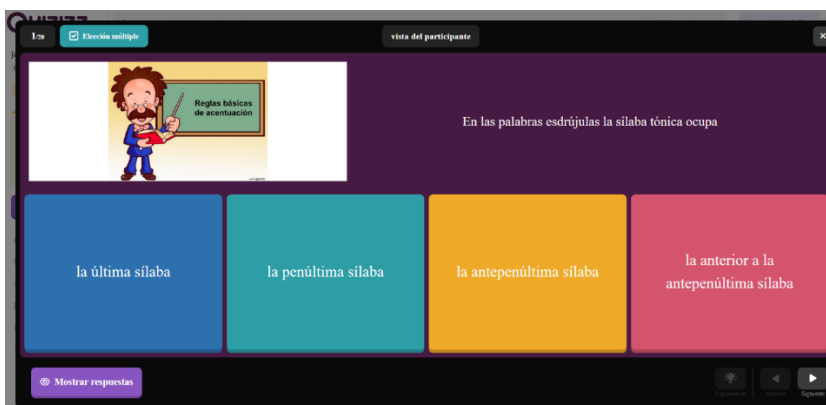 1/20
Elección múltiple
vista del participante
Reglas básicas
de acentuación
En las palabras esdrújulas la sílaba tónica ocupa
la última sílaba
la penúltima sílaba
la antepenúltima sílaba
la anterior a la
antepenúltima sílaba
Mostrar respuestas
Anterior
Siguiente